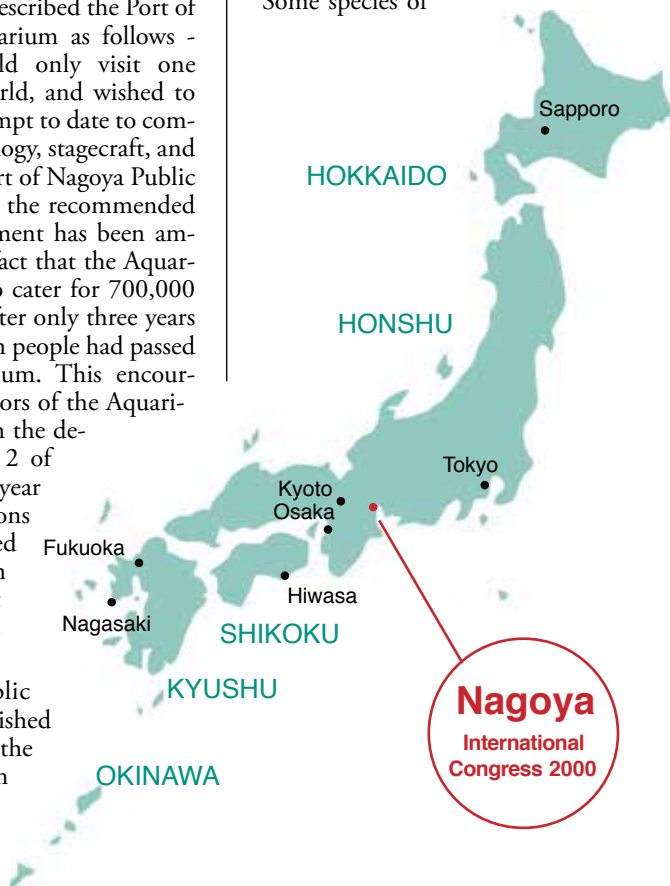 escribed the Port of
arium as follows -
ld only visit one
rld, and wished to
mpt to date to com-
logy, stagecraft, and
rt of Nagoya Public
the recommended
ment has been am-
act that the Aquar-
o cater for 700,000
ter only three years
n people had passed
um. This encour-
ors of the Aquari-
n the de-
2 of
year
ons
ed
n
blic
ished
the
n
Some species of
Sapporo
HOKKAIDO
HONSHU
Tokyo
Kyoto
Osaka
Fukuoka
Hiwasa
Nagasaki
SHIKOKU
KYUSHU
OKINAWA
Nagoya
International
Congress 2000